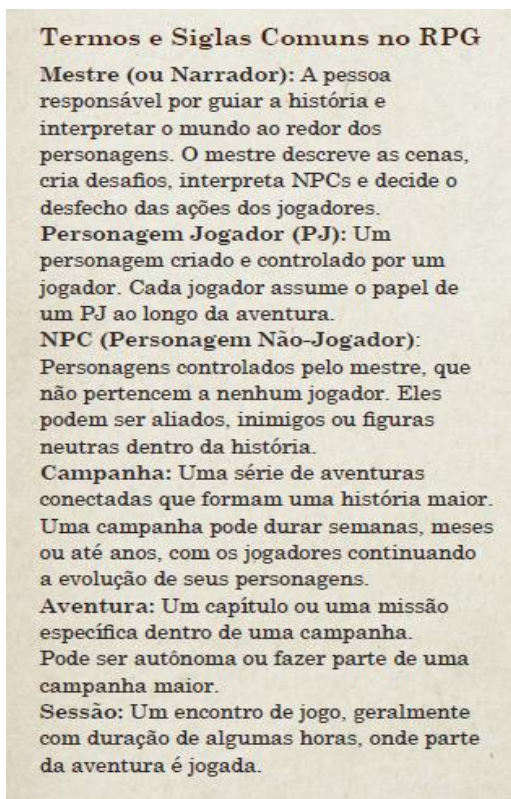 Termos e Siglas Comuns no RPG
Mestre (ou Narrador): A pessoa
responsável por guiar a história e
interpretar o mundo ao redor dos
personagens. O mestre descreve as cenas,
cria desafios, interpreta NPCs e decide o
desfecho das ações dos jogadores.
Personagem Jogador (PJ): Um
personagem criado e controlado por um
jogador. Cada jogador assume o papel de
um PJ ao longo da aventura.
NPC (Personagem Não-Jogador):
Personagens controlados pelo mestre, que
não pertencem a nenhum jogador. Eles
podem ser aliados, inimigos ou figuras
neutras dentro da história.
Campanha: Uma série de aventuras
conectadas que formam uma história maior.
Uma campanha pode durar semanas, meses
ou até anos, com os jogadores continuando
a evolução de seus personagens.
Aventura: Um capítulo ou uma missão
específica dentro de uma campanha.
Pode ser autônoma ou fazer parte de uma
campanha maior.
Sessão: Um encontro de jogo, geralmente
com duração de algumas horas, onde parte
da aventura é jogada.